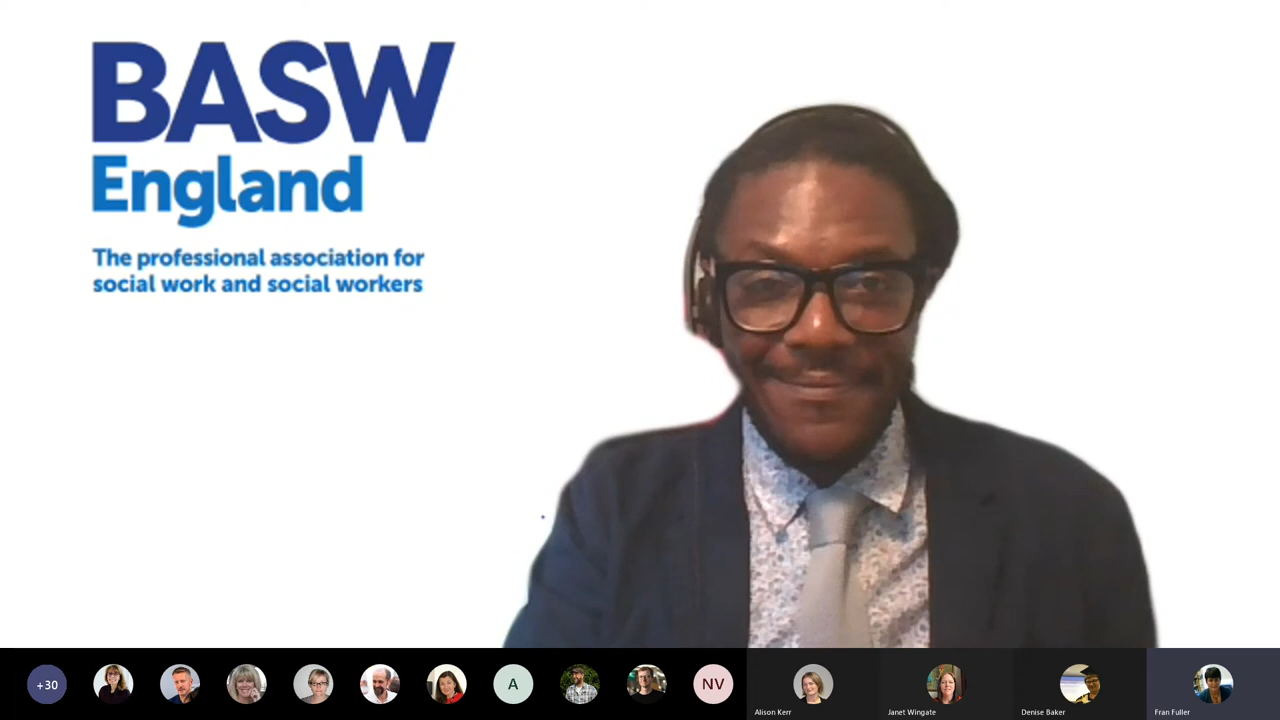 BASW
England
The professional association for
social work and social workers
+30
A
NV
Alison Kerr
Janet Wingate
Denise Baker
Fran Fuller